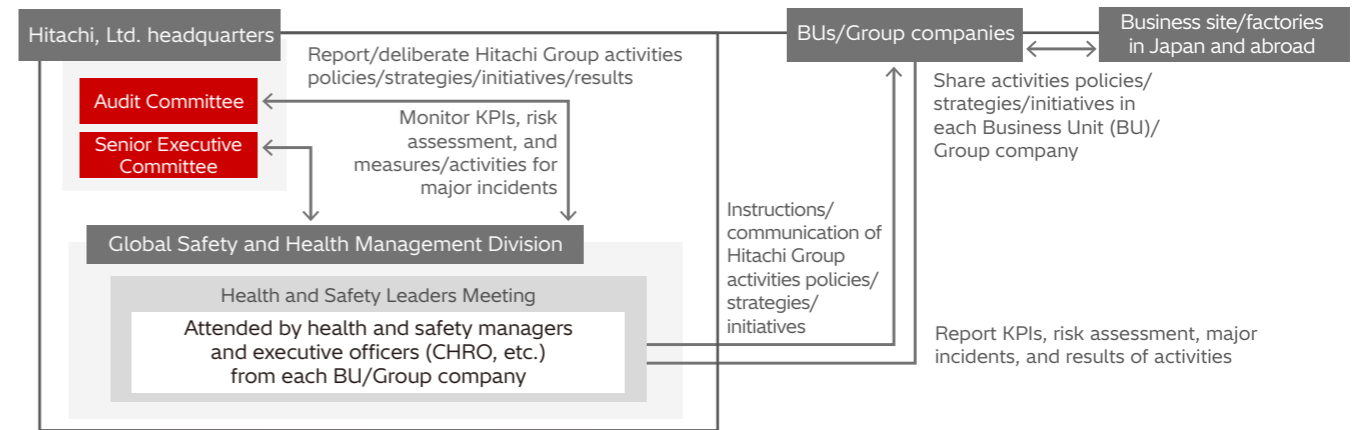 Hitachi, Ltd. headquarters
Report/deliberate Hitachi Group activities
policies/strategies/initiatives/results
Audit Committee
Senior Executive
Committee
Monitor KPIs, risk
assessment, and
measures/activities for
major incidents
Global Safety and Health Management Division
Health and Safety Leaders Meeting
Attended by health and safety managers
and executive officers (CHRO, etc.)
from each BU/Group company
Instructions/
communication of
Hitachi Group
activities policies/
strategies/
initiatives
BUs/Group companies
Business site/factories
in Japan and abroad
Share activities policies/
strategies/initiatives in
each Business Unit (BU)/
Group company
Report KPIs, risk assessment, major
incidents, and results of activities